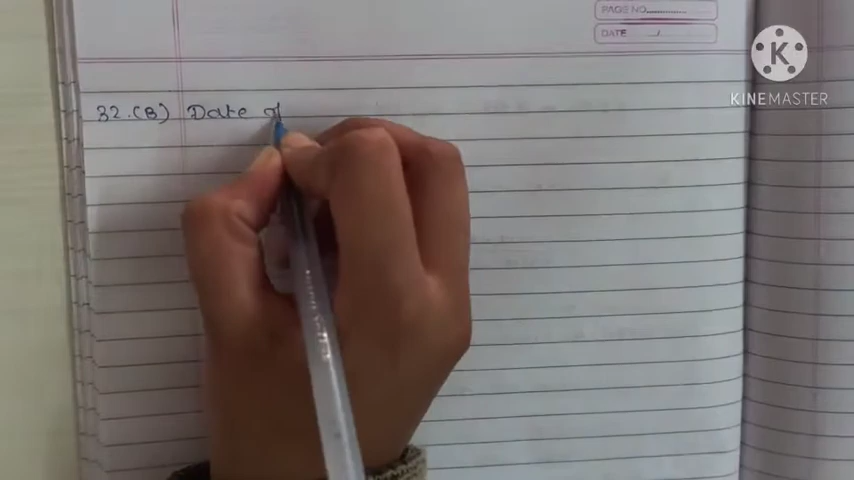 PAGE NO.
DATE /
32.(B) Date of
KINEMASTER